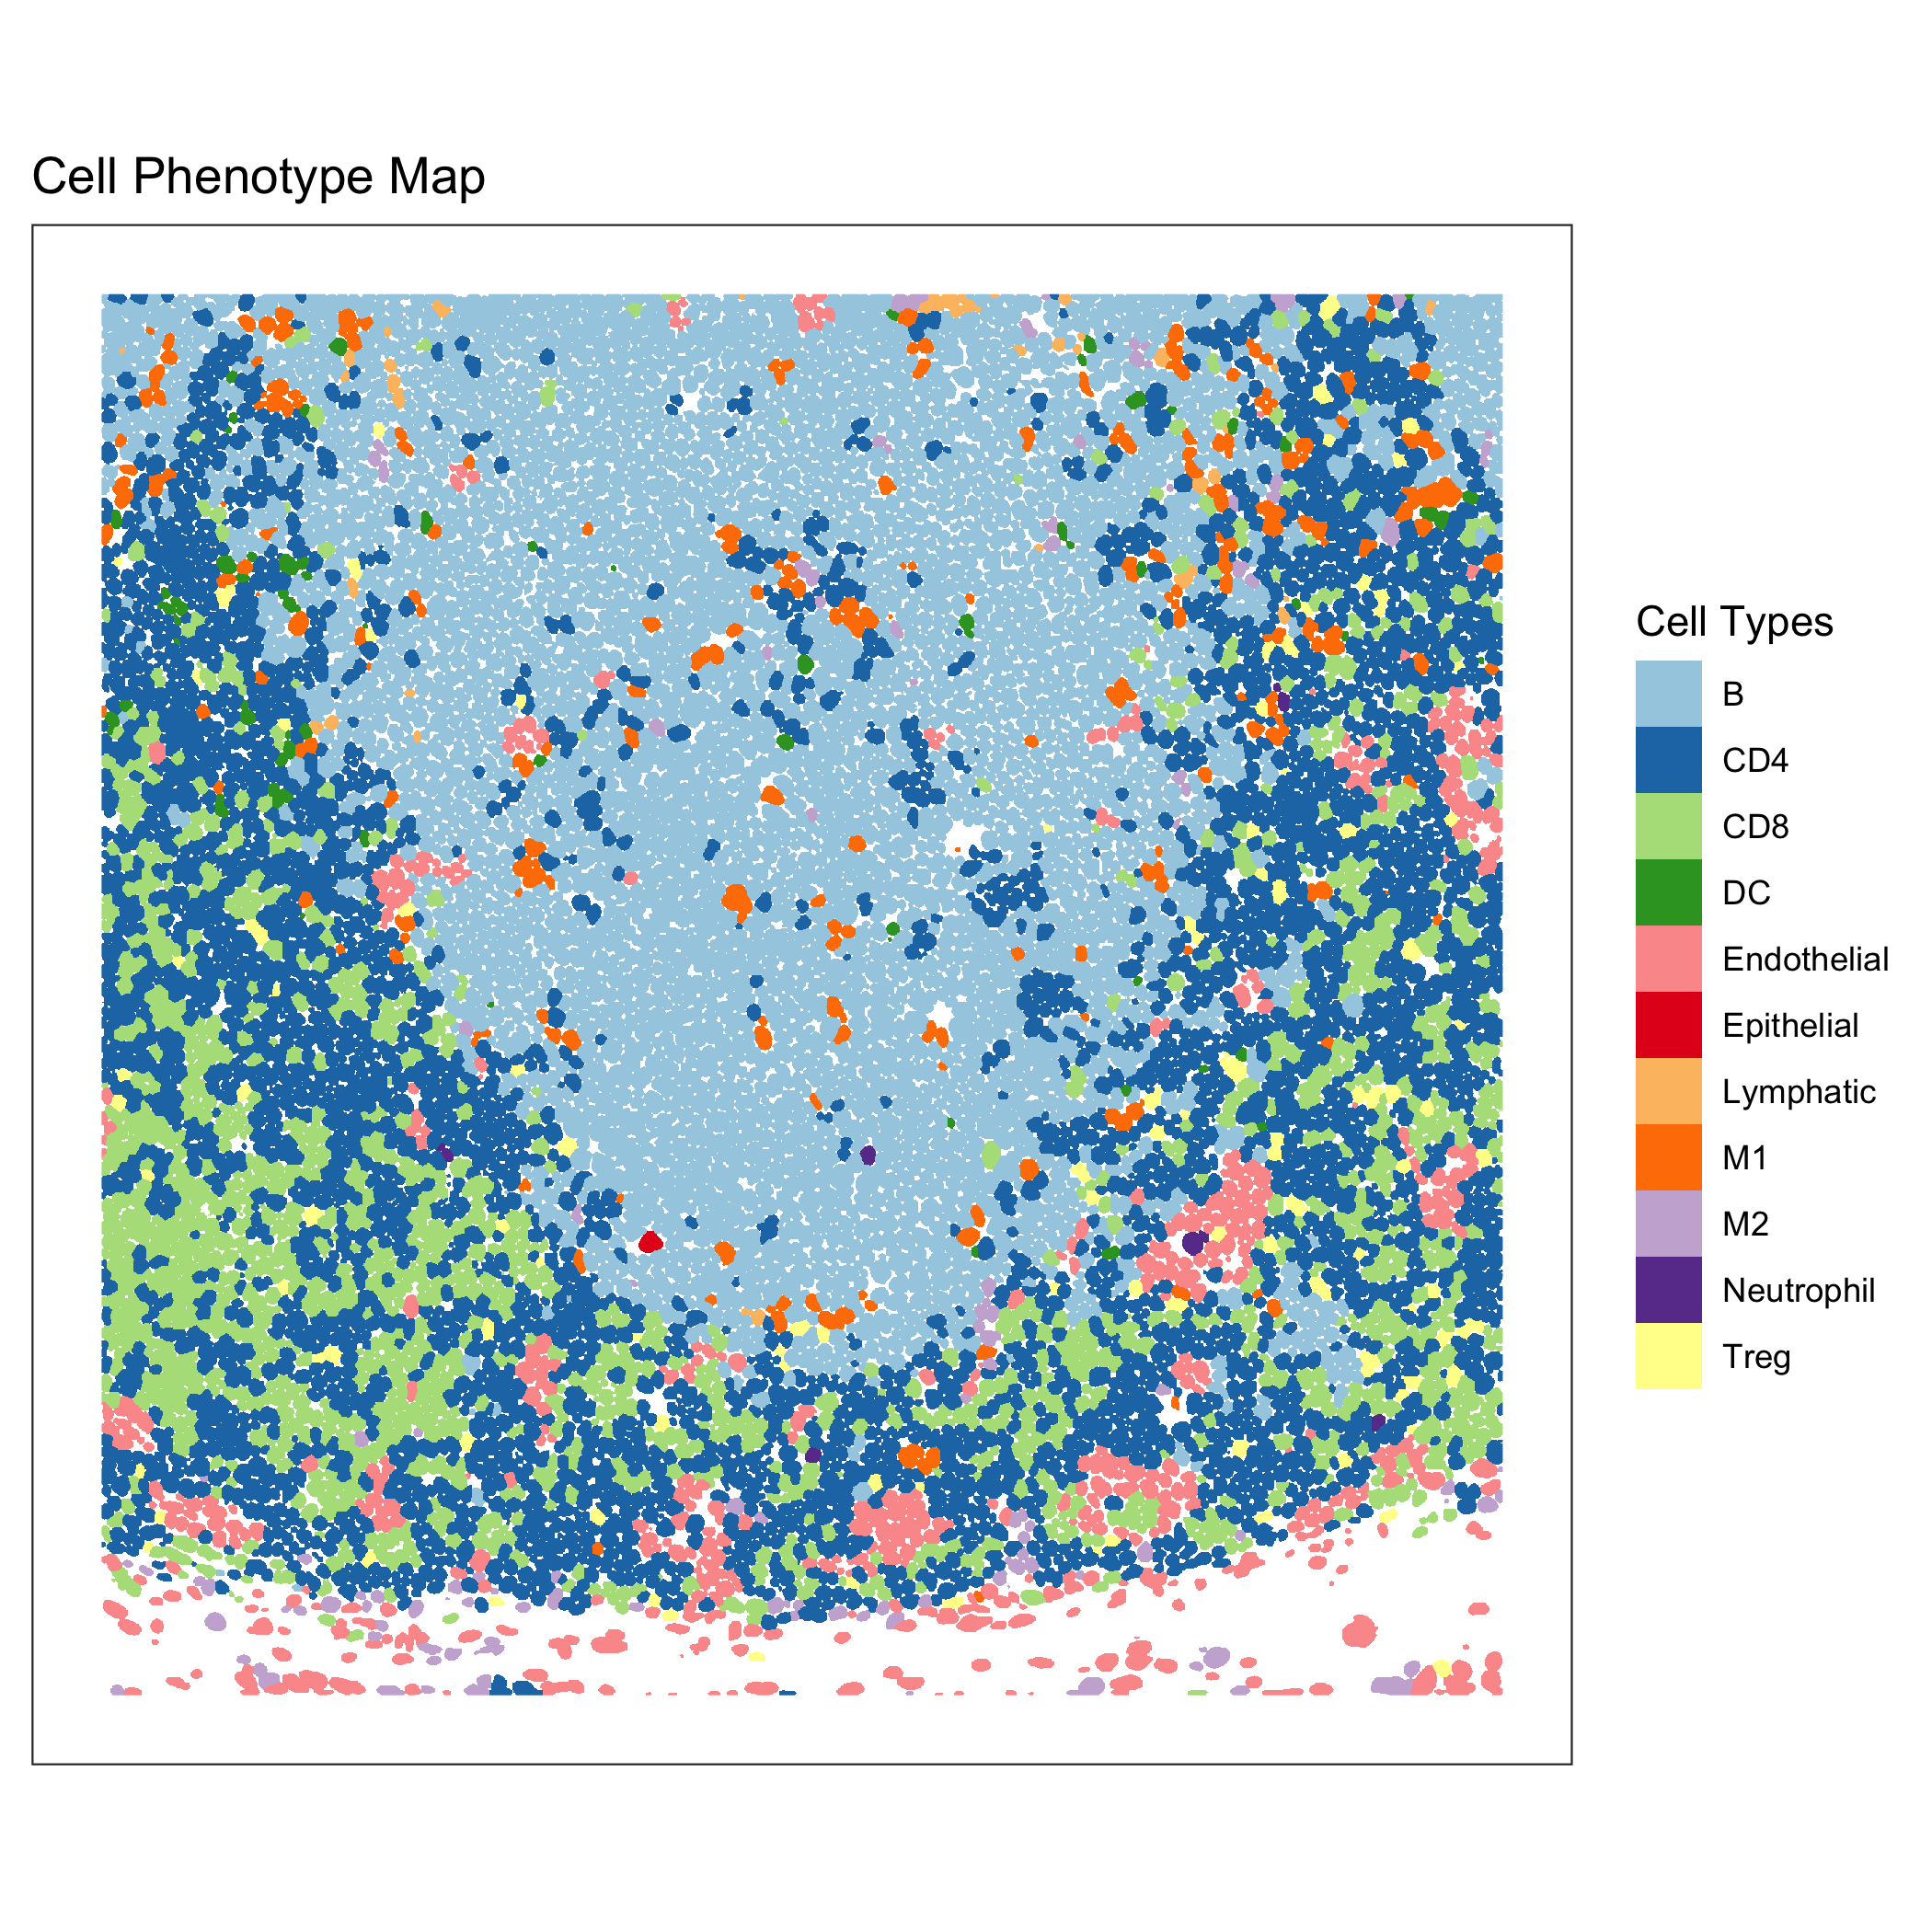 Cell Phenotype Map
Cell Types
B
CD4
CD8
DC
Endothelial
Epithelial
Lymphatic
M1
M2
Neutrophil
Treg